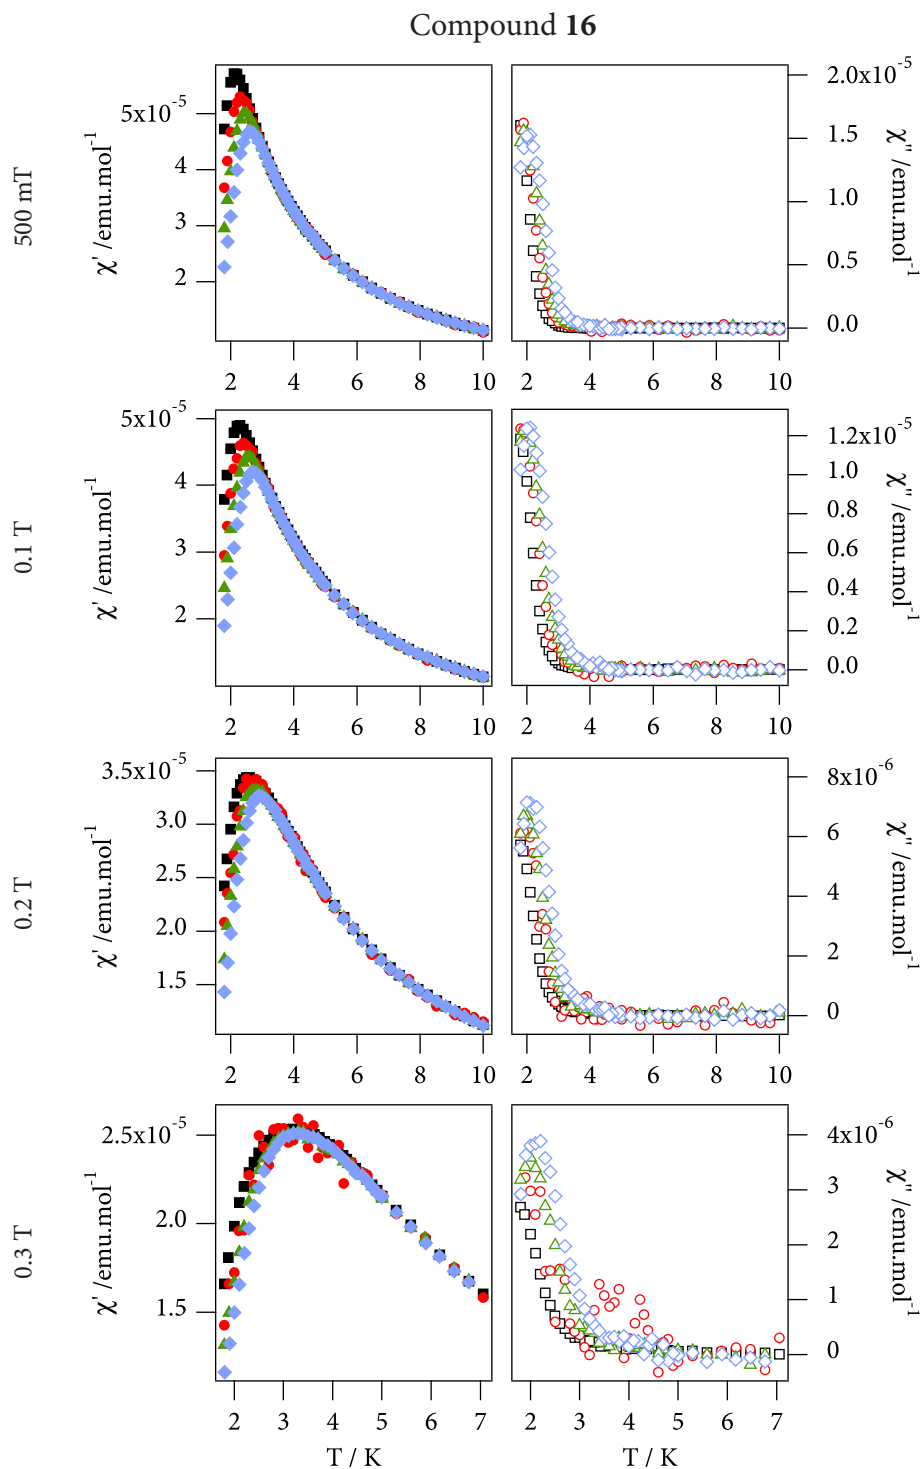 Compound 16
500 mT
χ' /emu.mol⁻¹
5x10⁻⁵
4
3
2
2 4 6 8 10
2.0x10⁻⁵
1.5
1.0
0.5
0.0
χ'' /emu.mol⁻¹
2 4 6 8 10
0.1 T
χ' /emu.mol⁻¹
5x10⁻⁵
4
3
2
2 4 6 8 10
1.2x10⁻⁵
1.0
0.8
0.6
0.4
0.2
0.0
χ'' /emu.mol⁻¹
2 4 6 8 10
0.2 T
χ' /emu.mol⁻¹
3.5x10⁻⁵
3.0
2.5
2.0
1.5
2 4 6 8 10
8x10⁻⁶
6
4
2
0
χ'' /emu.mol⁻¹
2 4 6 8 10
0.3 T
χ' /emu.mol⁻¹
2.5x10⁻⁵
2.0
1.5
2 3 4 5 6 7
T / K
4x10⁻⁶
3
2
1
0
χ'' /emu.mol⁻¹
2 3 4 5 6 7
T / K